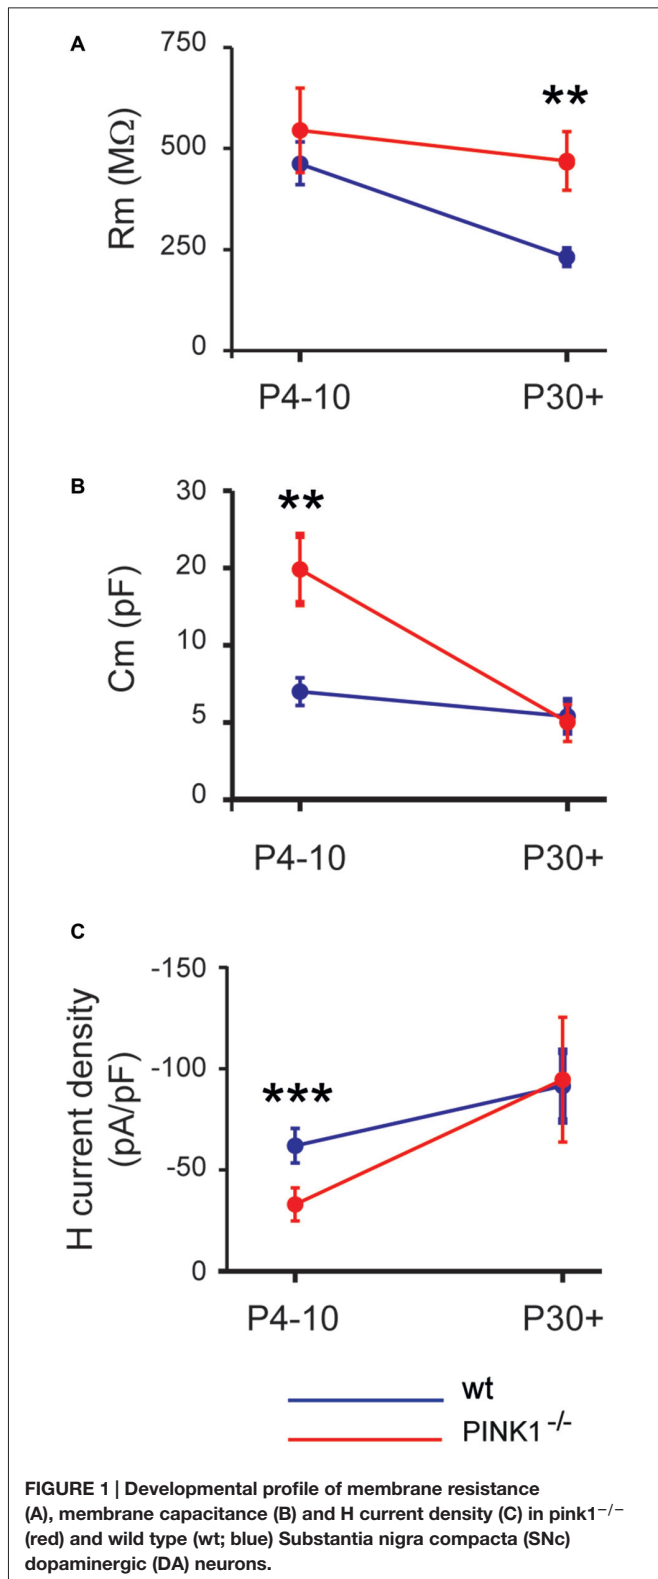 A
750
**
500
Rm (MΩ)
250
0
P4-10 P30+
B
30
**
20
Cm (pF)
10
5
0
P4-10 P30+
C
-150
H current density
(pA/pF)
-100
***
-50
0
P4-10 P30+
wt
PINK1 -/-
FIGURE 1 | Developmental profile of membrane resistance
(A), membrane capacitance (B) and H current density (C) in pink1−/−
(red) and wild type (wt; blue) Substantia nigra compacta (SNc)
dopaminergic (DA) neurons.